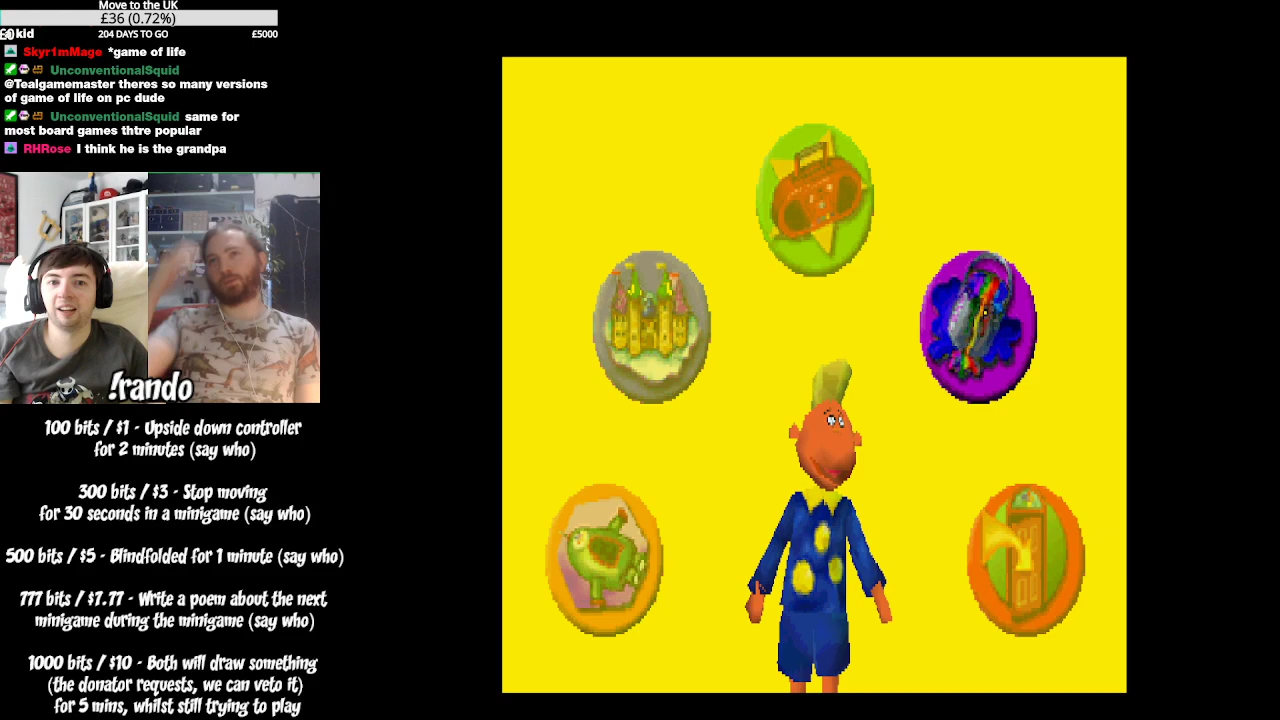 Move to the UK
£36 (0.72%)
kid
204 DAYS TO GO
£5000
Skyr1mMage *game of life
UnconventionalSquid
@Tealgamemaster theres so many versions
of game of life on pc dude
UnconventionalSquid same for
most board games thtre popular
RHRose I think he is the grandpa
!rando
100 bits / $1 - Upside down controller
for 2 minutes (say who)
300 bits / $3 - Stop moving
for 30 seconds in a minigame (say who)
500 bits / $5 - Blindfolded for 1 minute (say who)
777 bits / $7.77 - Write a poem about the next
minigame during the minigame (say who)
1000 bits / $10 - Both will draw something
(the donator requests, we can veto it)
for 5 mins, whilst still trying to play